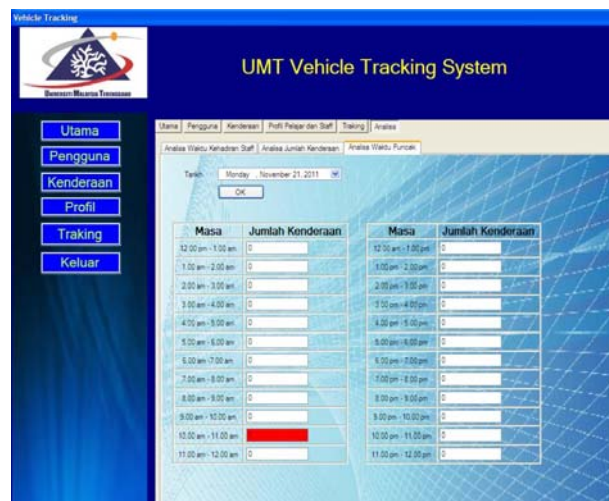 Vehicle Tracking
UMT Vehicle Tracking System
UNIVERSITI MALAYSIA TERENGGANU
Utama
Pengguna
Kenderaan
Profil
Traking
Keluar
Utama Pengguna Kenderaan Profil Pelajar dan Staff Traking Analisa
Analisa Waktu Kehadiran Staff Analisa Jumlah Kenderaan Analisa Waktu Puncak
Tarikh Monday , November 21, 2011
OK
Masa Jumlah Kenderaan Masa Jumlah Kenderaan
12.00 pm - 1.00 am 0 12.00 am - 1.00 pm 0
1.00 am - 2.00 am 0 1.00 pm - 2.00 pm 0
2.00 am - 3.00 am 0 2.00 pm - 3.00 pm 0
3.00 am - 4.00 am 0 3.00 pm - 4.00 pm 0
4.00 am - 5.00 am 0 4.00 pm - 5.00 pm 0
5.00 am - 6.00 am 0 5.00 pm - 6.00 pm 0
6.00 am - 7.00 am 0 6.00 pm - 7.00 pm 0
7.00 am - 8.00 am 0 7.00 pm - 8.00 pm 0
8.00 am - 9.00 am 0 8.00 pm - 9.00 pm 0
9.00 am - 10.00 am 0 9.00 pm - 10.00 pm 0
10.00 am - 11.00 am 10.00 pm - 11.00 pm 0
11.00 am - 12.00 am 0 11.00 pm - 12.00 pm 0